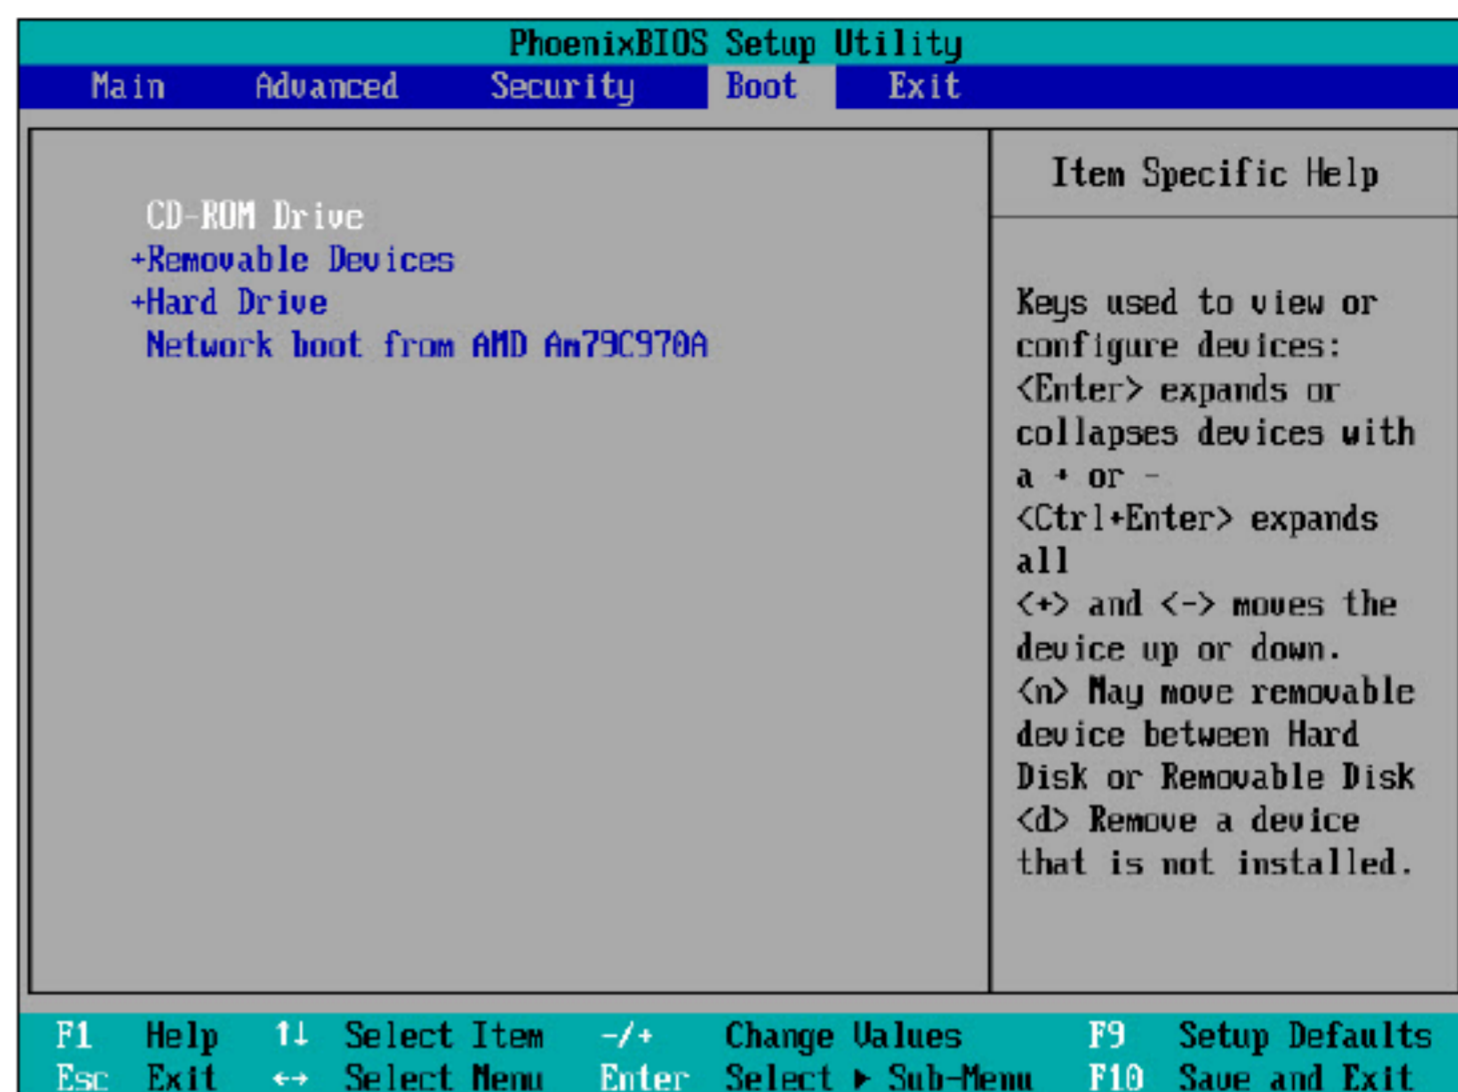 PhoenixBIOS Setup Utility
Main Advanced Security Boot Exit
CD-ROM Drive
+Removable Devices
+Hard Drive
Network boot from AMD Am79C970A
Item Specific Help
Keys used to view or
configure devices:
<Enter> expands or
collapses devices with
a + or -
<Ctrl+Enter> expands
all
<+> and <-> moves the
device up or down.
<n> May move removable
device between Hard
Disk or Removable Disk
<d> Remove a device
that is not installed.
F1 Help ↑↓ Select Item -/+ Change Values F9 Setup Defaults
Esc Exit ↔ Select Menu Enter Select ▶ Sub-Menu F10 Save and Exit